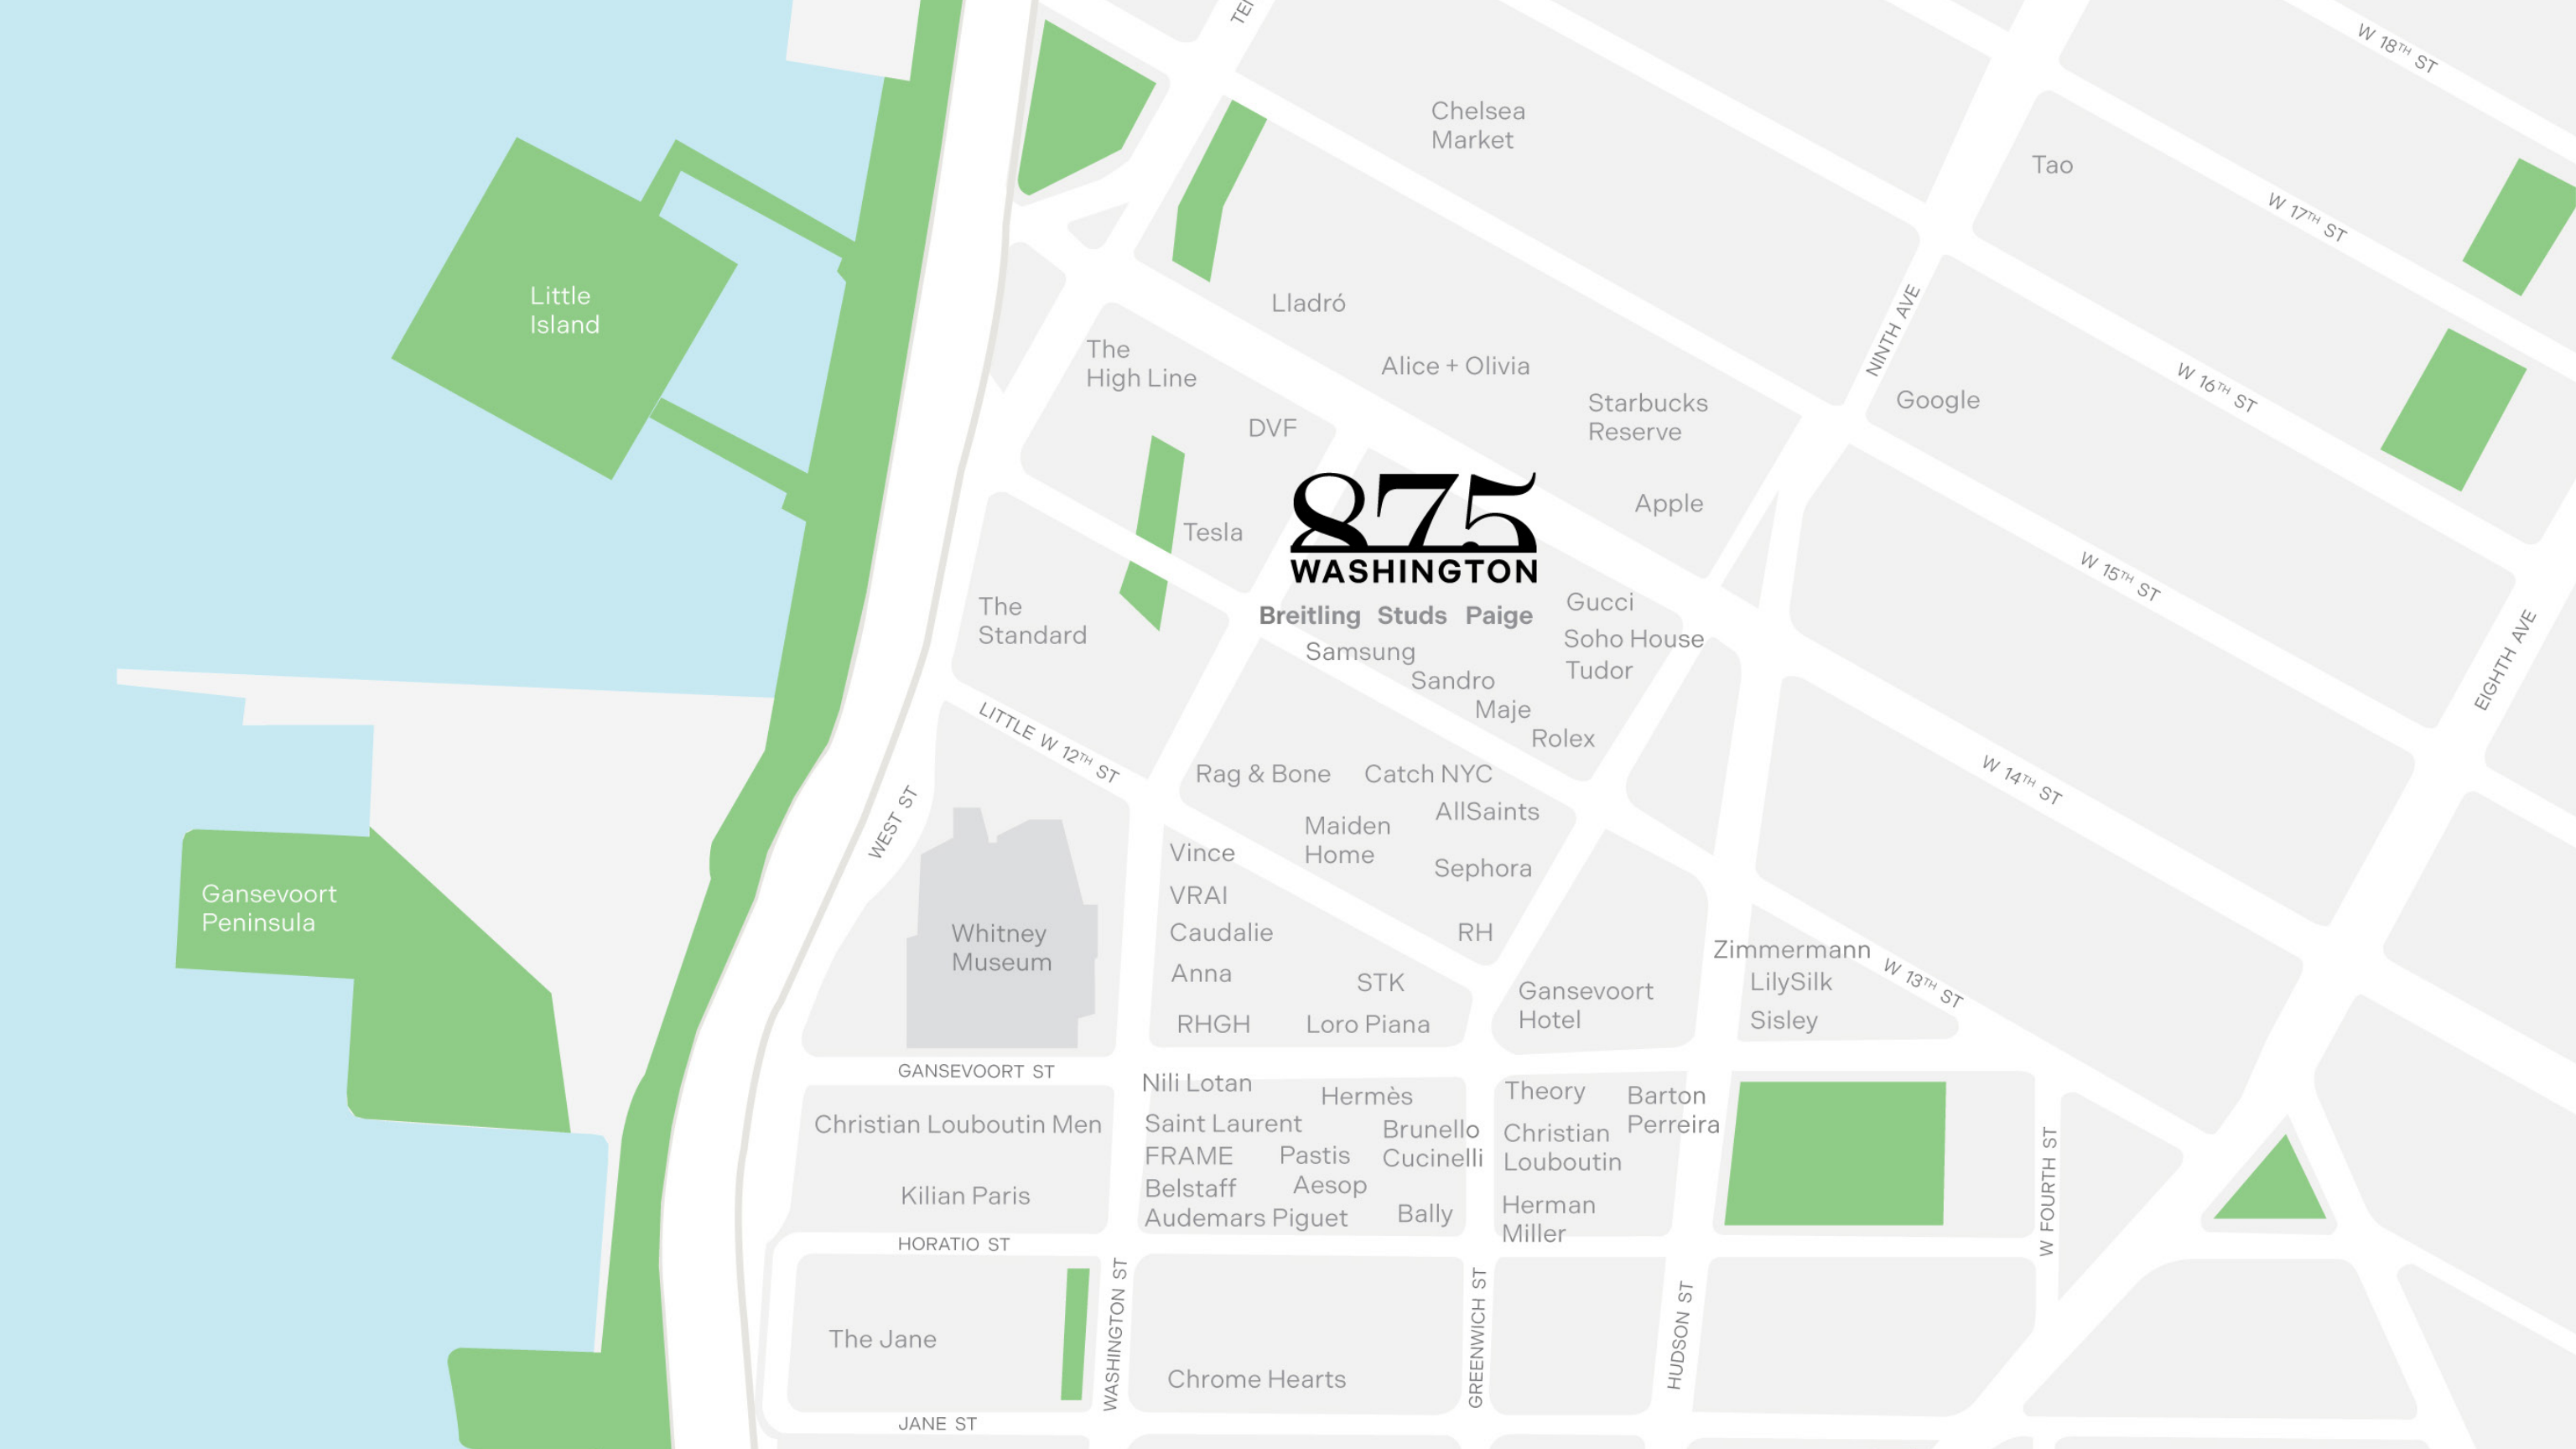 TE
W 18TH ST
Chelsea
Market
Tao
W 17TH ST
Little
Island
Lladró
NINTH AVE
The
High Line
Alice + Olivia
Starbucks
Reserve
Google
W 16TH ST
DVF
875
WASHINGTON
Apple
Tesla
W 15TH ST
The
Standard
Breitling Studs Paige
Gucci
Soho House
Tudor
Samsung
Sandro
Maje
Rolex
EIGHTH AVE
LITTLE W 12TH ST
W 14TH ST
WEST ST
Rag & Bone
Catch NYC
AllSaints
Maiden
Home
Sephora
Vince
VRAI
Caudalie
Anna
RHGH
RH
STK
Loro Piana
Gansevoort
Peninsula
Whitney
Museum
Gansevoort
Hotel
Zimmermann
LilySilk
Sisley
W 13TH ST
GANSEVOORT ST
Nili Lotan
Hermès
Theory
Barton
Perreira
Christian Louboutin Men
Saint Laurent
Brunello
Cucinelli
Christian
Louboutin
FRAME
Pastis
Belstaff
Aesop
Audemars Piguet
Bally
Herman
Miller
Kilian Paris
W FOURTH ST
HORATIO ST
The Jane
WASHINGTON ST
Chrome Hearts
GREENWICH ST
HUDSON ST
JANE ST